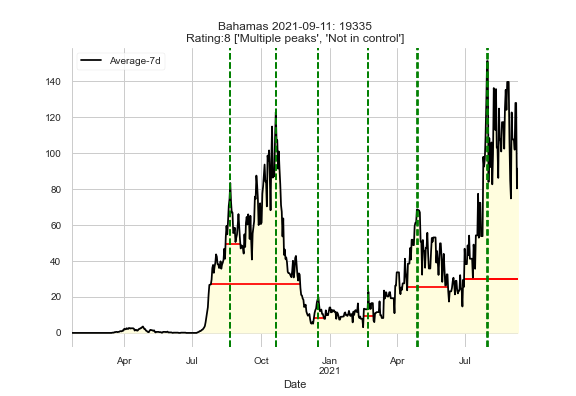 Bahamas 2021-09-11: 19335
Rating:8 ['Multiple peaks', 'Not in control']
Average-7d
140
120
100
80
60
40
20
0
Apr
Jul
Oct
Jan
2021
Apr
Jul
Date